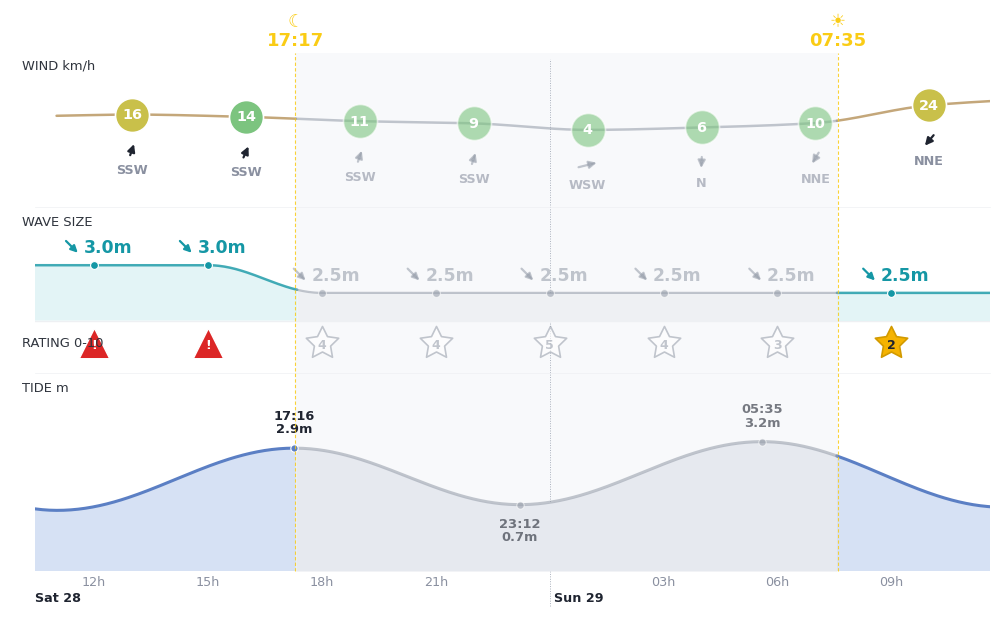 17:17
07:35
WIND km/h
16 14 11 9 4 6 10 24
SSW SSW SSW SSW WSW N NNE NNE
WAVE SIZE
3.0m 3.0m 2.5m 2.5m 2.5m 2.5m 2.5m 2.5m
RATING 0-10
! ! 4 4 5 4 3 2
TIDE m
17:16
2.9m
05:35
3.2m
23:12
0.7m
12h 15h 18h 21h 03h 06h 09h
Sat 28 Sun 29